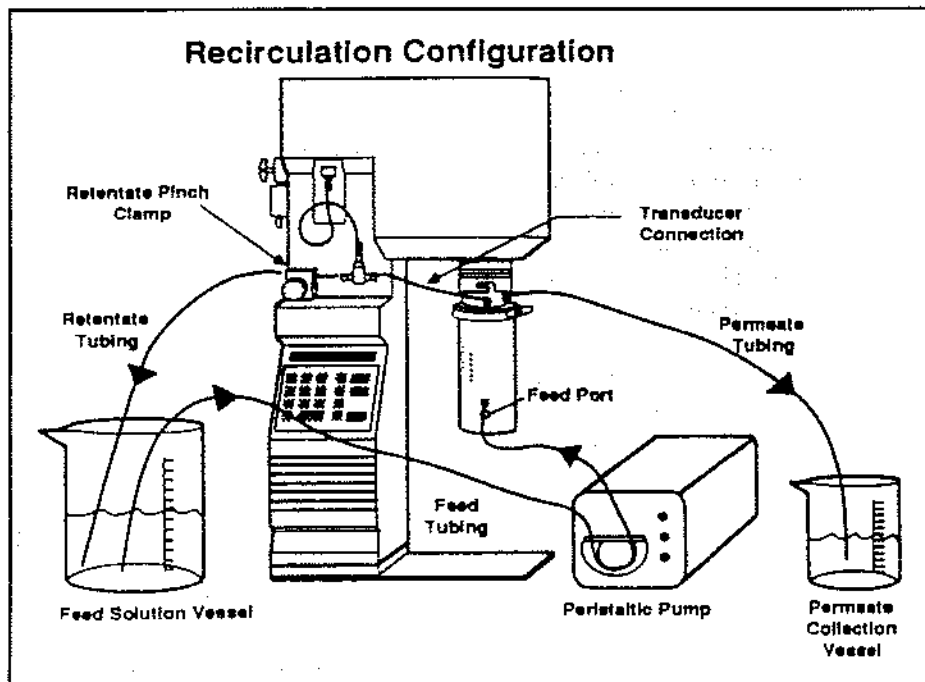 Recirculation Configuration
Retentate Pinch
Clamp
Transducer
Connection
Retentate
Tubing
Permeate
Tubing
Feed Port
Feed
Tubing
Feed Solution Vessel
Peristaltic Pump
Permeate
Collection
Vessel